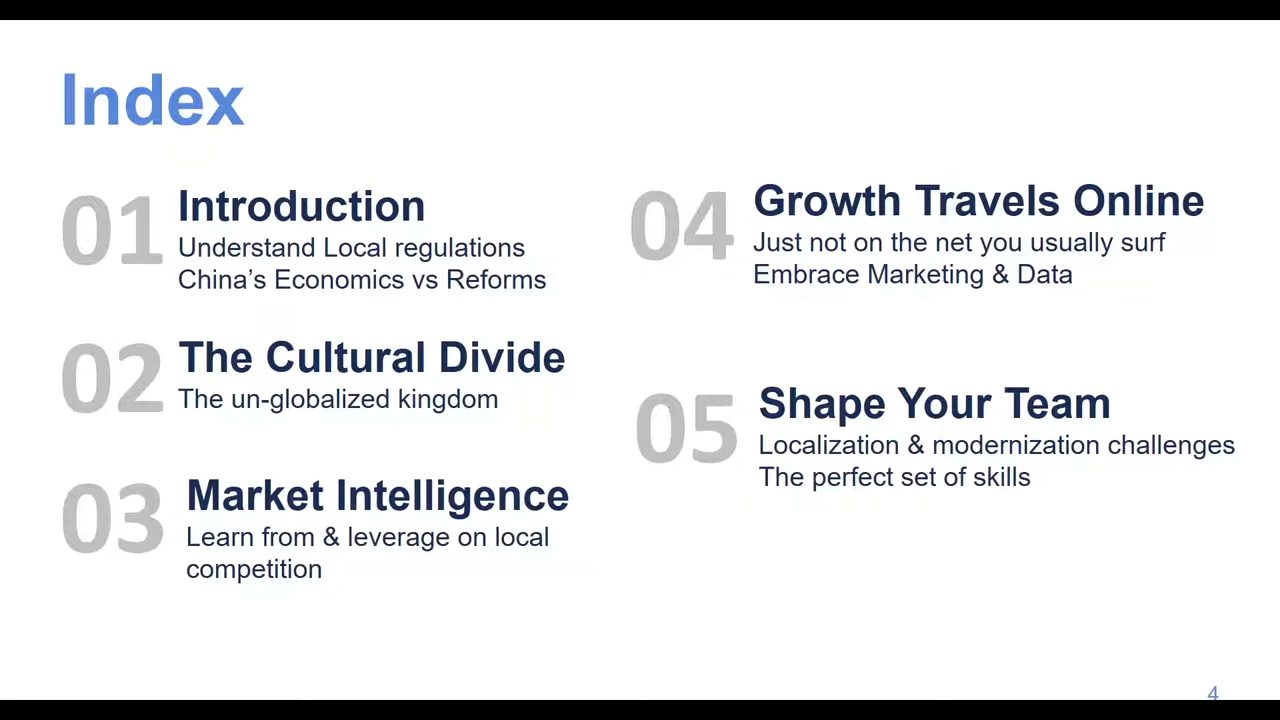 Index
01
Introduction
Understand Local regulations
China’s Economics vs Reforms
02
The Cultural Divide
The un-globalized kingdom
03
Market Intelligence
Learn from & leverage on local
competition
04
Growth Travels Online
Just not on the net you usually surf
Embrace Marketing & Data
05
Shape Your Team
Localization & modernization challenges
The perfect set of skills
4